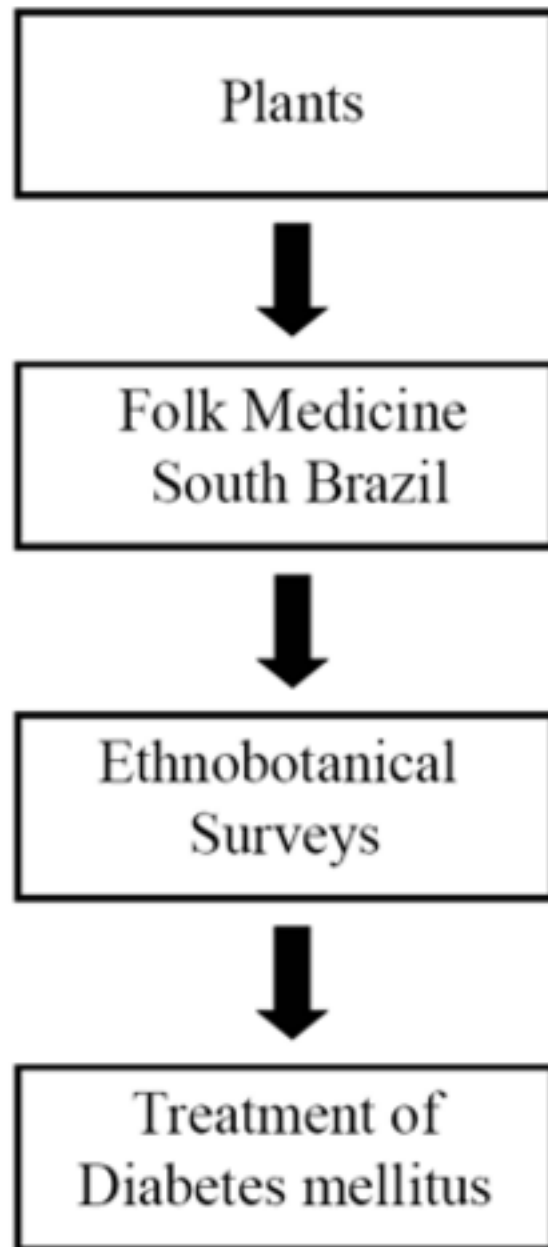 Plants
Folk Medicine
South Brazil
Ethnobotanical
Surveys
Treatment of
Diabetes mellitus